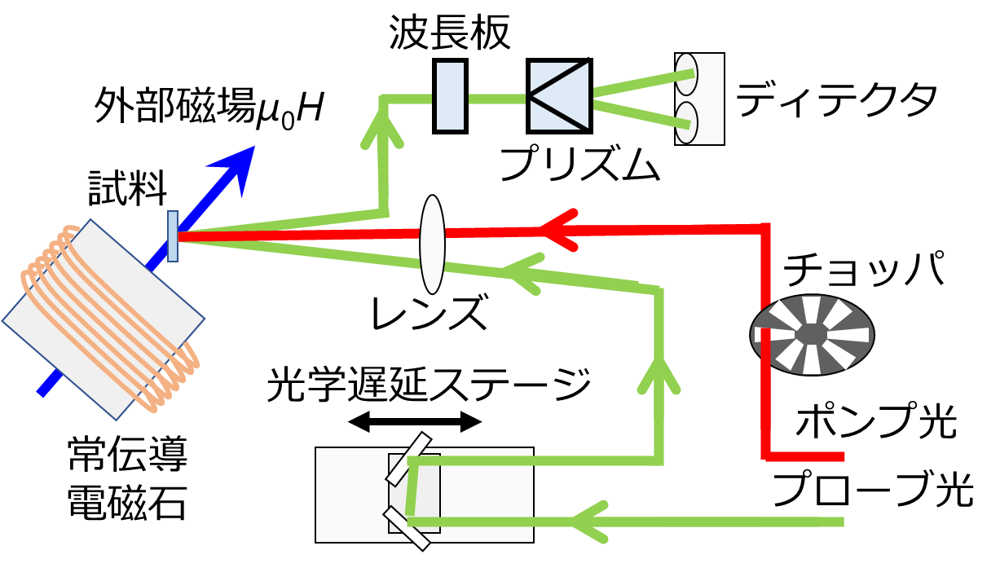 波長板
外部磁場μ0H
ディテクタ
プリズム
試料
チョッパ
レンズ
光学遅延ステージ
ポンプ光
常伝導
電磁石
プローブ光